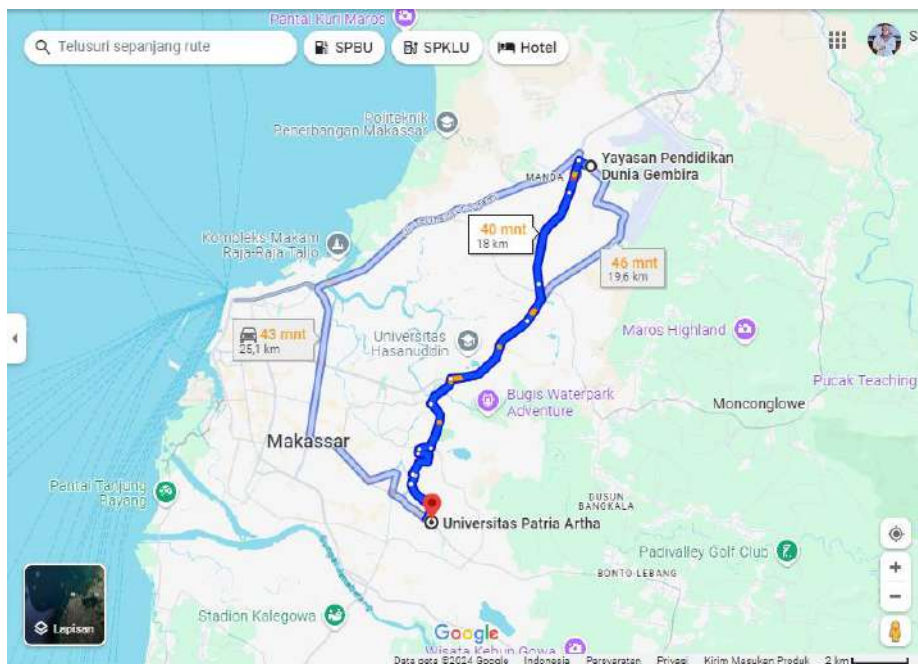 Pantai Kuri Maros
Telusuri sepanjang rute
SPBU
SPKLU
Hotel
S
Politeknik
Penerbangan Makassar
Yayasan Pendidikan
Dunia Gembira
MANDA
40 mnt
18 km
Kompleks Makam
Raja-Raja Tallo
46 mnt
19,6 km
43 mnt
25,1 km
Universitas
Hasanuddin
Maros Highland
Pucak Teaching
Bugis Waterpark
Adventure
Monconglowe
Makassar
Pantai Tanjung
Bayang
DUSUN
BANGKALA
Universitas Patria Artha
Padivalley Golf Club
BONTO LEBANG
Lapisan
Stadion Kalegowa
Google
Wisata Kebun Gowa
Data peta ©2024 Google Indonesia Persyaratan Privasi Kirim Masukan Produk 2 km